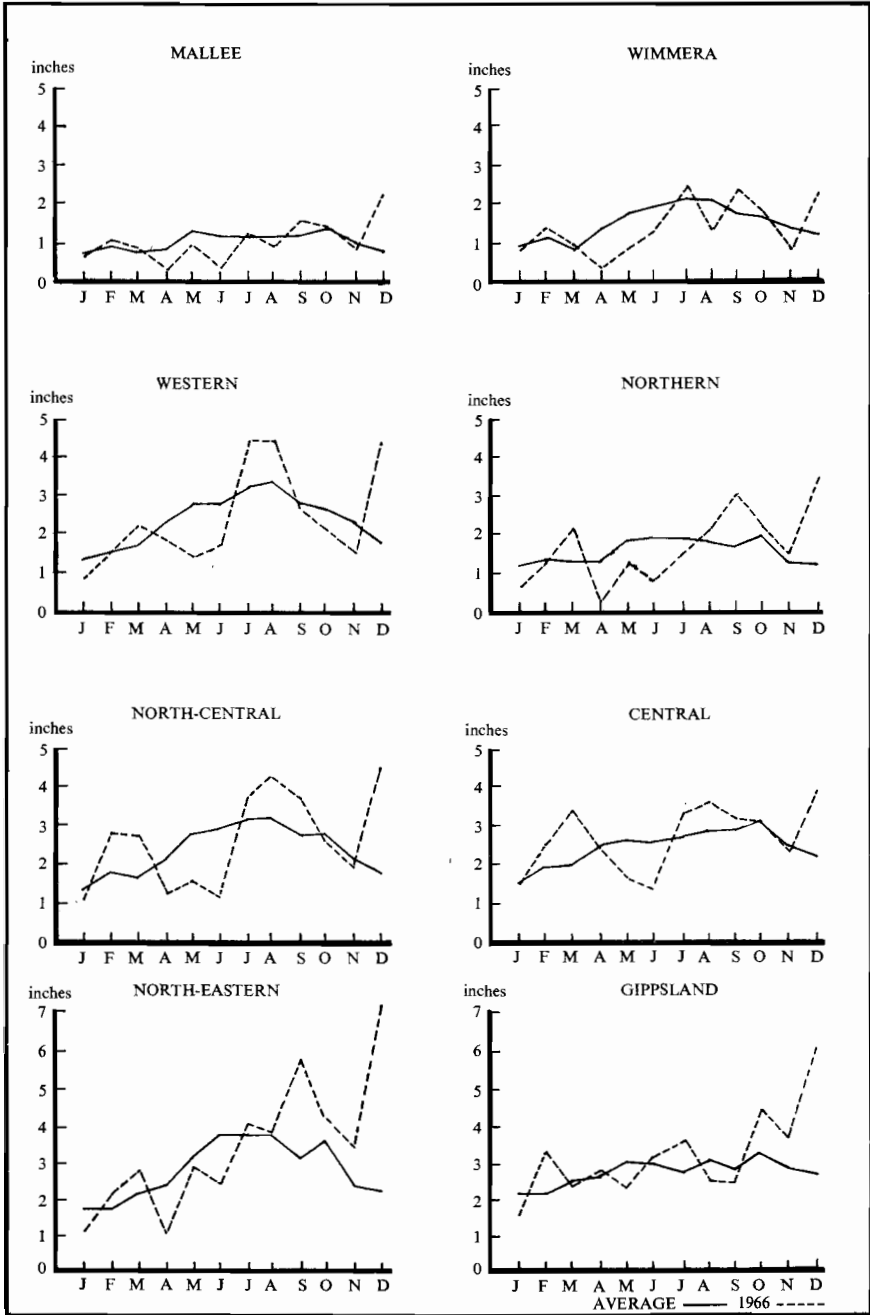 MALLEE
inches
5
4
3
2
1
0
J F M A M J J A S O N D
WIMMERA
inches
5
4
3
2
1
0
J F M A M J J A S O N D
WESTERN
inches
5
4
3
2
1
0
J F M A M J J A S O N D
NORTHERN
inches
5
4
3
2
1
0
J F M A M J J A S O N D
NORTH-CENTRAL
inches
5
4
3
2
1
0
J F M A M J J A S O N D
CENTRAL
inches
5
4
3
2
1
0
J F M A M J J A S O N D
NORTH-EASTERN
inches
7
6
5
4
3
2
1
0
J F M A M J J A S O N D
GIPPSLAND
inches
7
6
5
4
3
2
1
0
J F M A M J J A S O N D
AVERAGE 1966